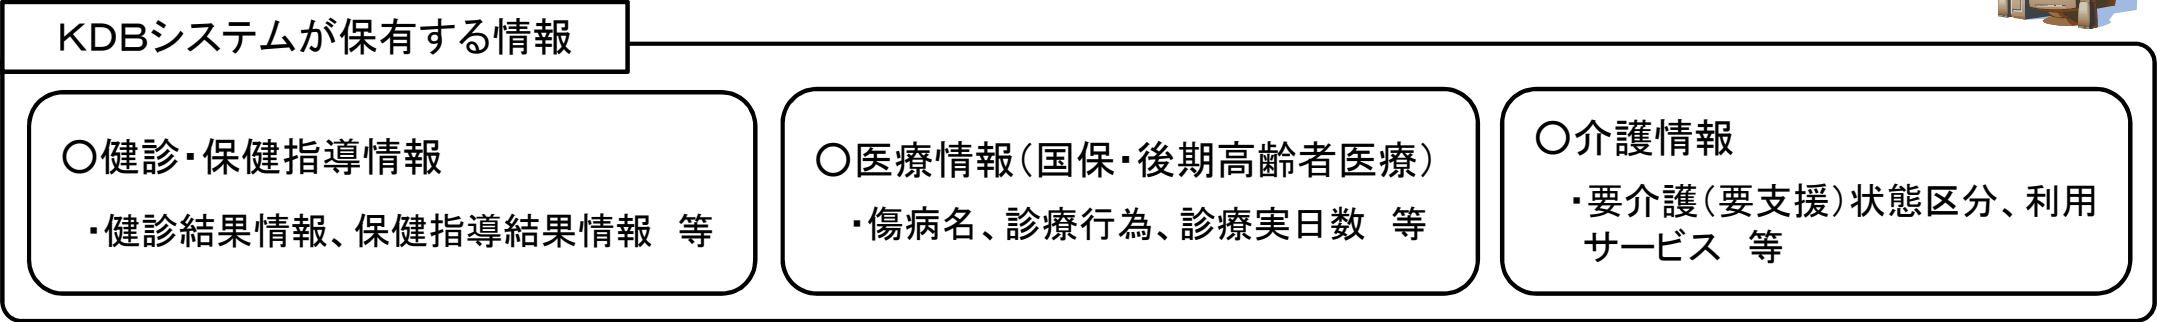 KDBシステムが保有する情報
○健診・保健指導情報
・健診結果情報、保健指導結果情報　等
○医療情報（国保・後期高齢者医療）
・傷病名、診療行為、診療実日数　等
○介護情報
・要介護（要支援）状態区分、利用
サービス　等